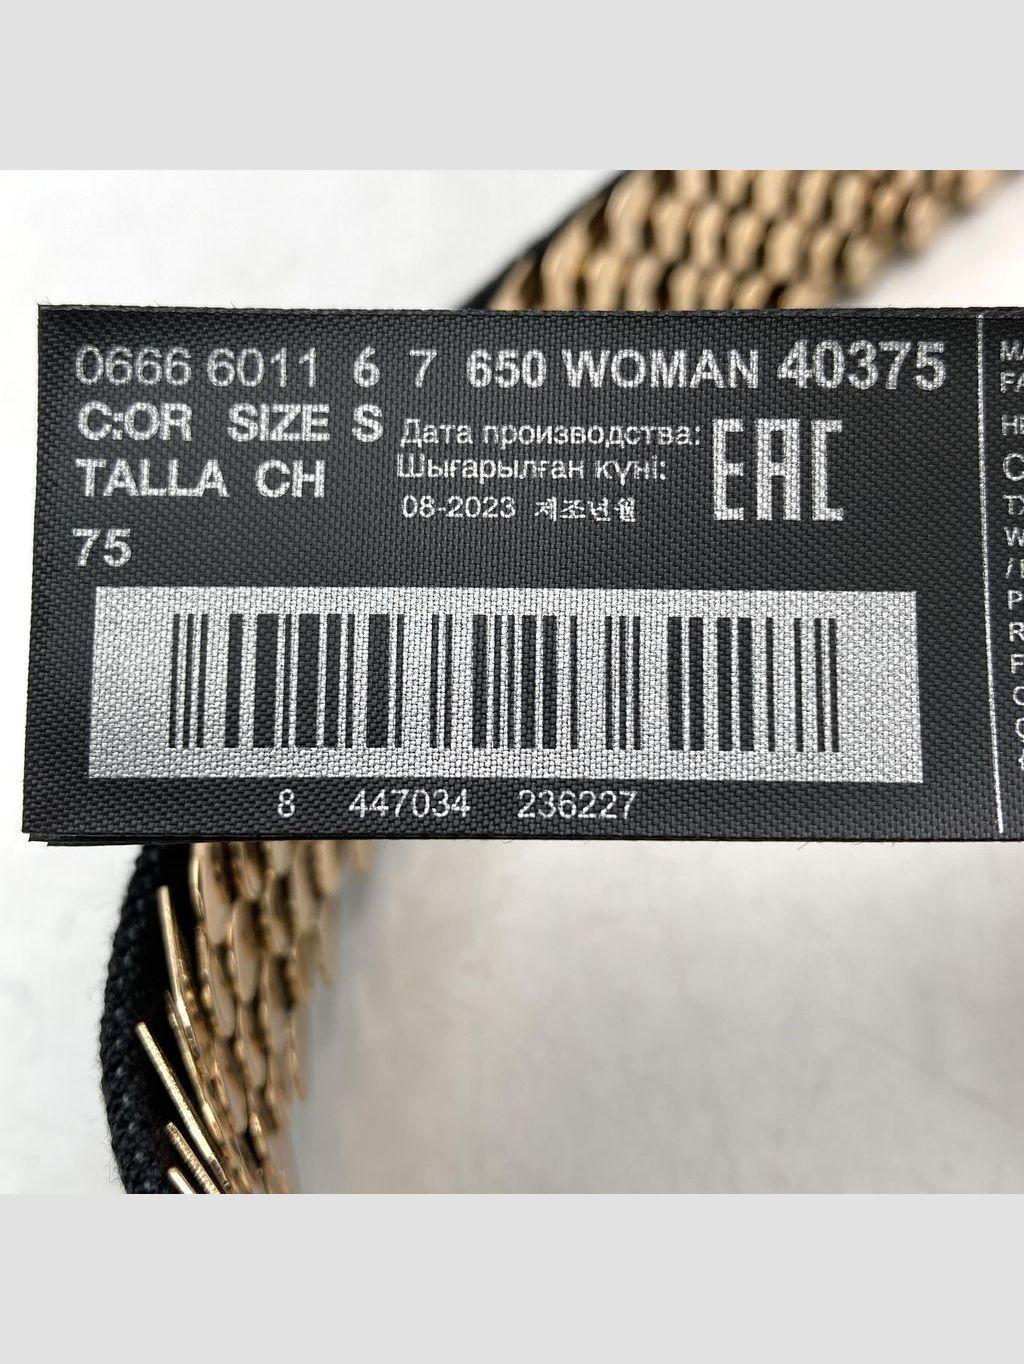 0666 6011 6 7 650 WOMAN 40375
C:OR SIZE S
TALLA CH
75
Дата производства:
Шығарылған күні:
08-2023 제조년월
EAC
8 447034 236227